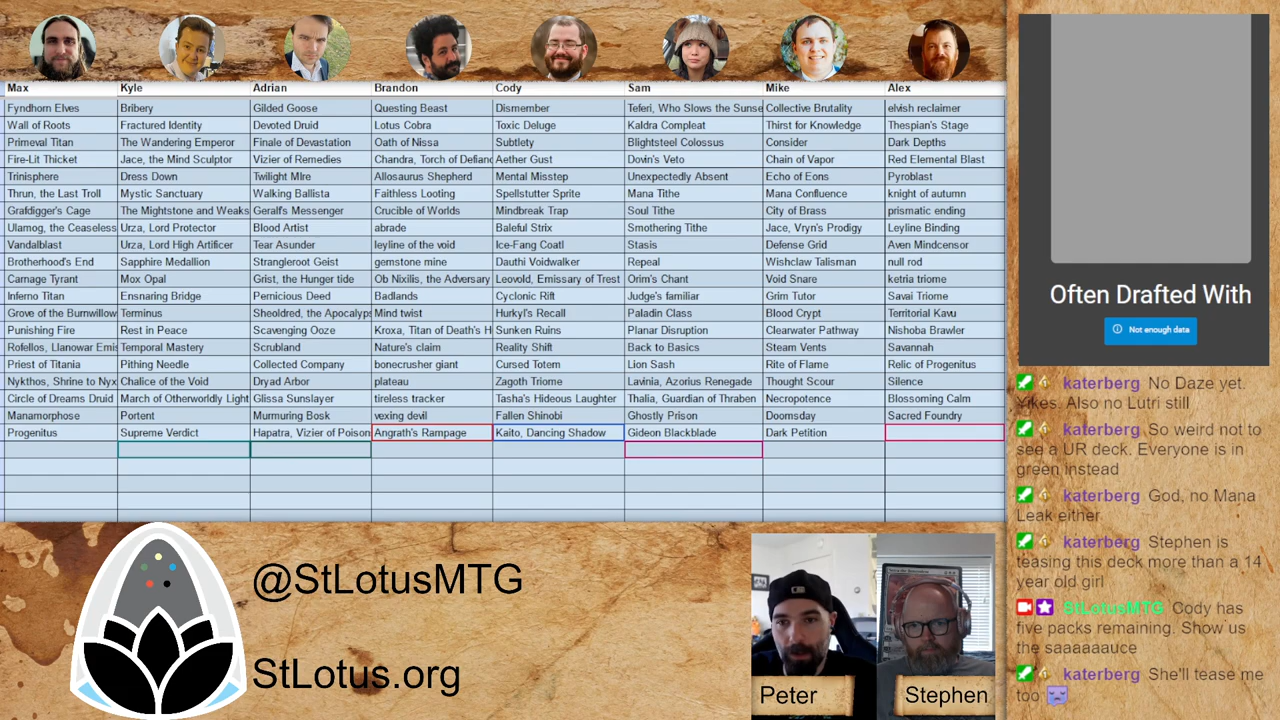 Max Kyle Adrian Brandon Cody Sam Mike Alex
Fyndhorn Elves Bribery Gilded Goose Questing Beast Dismember Teferi, Who Slows the Sunse Collective Brutality elvish reclaimer
Wall of Roots Fractured Identity Devoted Druid Lotus Cobra Toxic Deluge Kaldra Compleat Thirst for Knowledge Thespian's Stage
Primeval Titan The Wandering Emperor Finale of Devastation Oath of Nissa Subtlety Blightsteel Colossus Consider Dark Depths
Fire-Lit Thicket Jace, the Mind Sculptor Vizier of Remedies Chandra, Torch of Defianc Aether Gust Dovin's Veto Chain of Vapor Red Elemental Blast
Trinisphere Dress Down Twilight MIre Allosaurus Shepherd Mental Misstep Unexpectedly Absent Echo of Eons Pyroblast
Thrun, the Last Troll Mystic Sanctuary Walking Ballista Faithless Looting Spellstutter Sprite Mana Tithe Mana Confluence knight of autumn
Grafdigger's Cage The Mightstone and Weaks Geralf's Messenger Crucible of Worlds Mindbreak Trap Soul Tithe City of Brass prismatic ending
Ulamog, the Ceaseless Urza, Lord Protector Blood Artist abrade Baleful Strix Smothering Tithe Jace, Vryn's Prodigy Leyline Binding
Vandalblast Urza, Lord High Artificer Tear Asunder leyline of the void Ice-Fang Coatl Stasis Defense Grid Aven Mindcensor
Brotherhood's End Sapphire Medallion Strangleroot Geist gemstone mine Dauthi Voidwalker Repeal Wishclaw Talisman null rod
Carnage Tyrant Mox Opal Grist, the Hunger tide Ob Nixilis, the Adversary Leovold, Emissary of Trest Orim's Chant Void Snare ketria triome
Inferno Titan Ensnaring Bridge Pernicious Deed Badlands Cyclonic Rift Judge's familiar Grim Tutor Savai Triome
Grove of the Burnwillow Terminus Sheoldred, the Apocalyps Mind twist Hurkyl's Recall Paladin Class Blood Crypt Territorial Kavu
Punishing Fire Rest in Peace Scavenging Ooze Kroxa, Titan of Death's H Sunken Ruins Planar Disruption Clearwater Pathway Nishoba Brawler
Rofellos, Llanowar Emis Temporal Mastery Scrubland Nature's claim Reality Shift Back to Basics Steam Vents Savannah
Priest of Titania Pithing Needle Collected Company bonecrusher giant Cursed Totem Lion Sash Rite of Flame Relic of Progenitus
Nykthos, Shrine to Nyx Chalice of the Void Dryad Arbor plateau Zagoth Triome Lavinia, Azorius Renegade Thought Scour Silence
Circle of Dreams Druid March of Otherworldly Light Glissa Sunslayer tireless tracker Tasha's Hideous Laughter Thalia, Guardian of Thraben Necropotence Blossoming Calm
Manamorphose Portent Murmuring Bosk vexing devil Fallen Shinobi Ghostly Prison Doomsday Sacred Foundry
Progenitus Supreme Verdict Hapatra, Vizier of Poison Angrath's Rampage Kaito, Dancing Shadow Gideon Blackblade Dark Petition
@StLotusMTG
StLotus.org
Peter
Stephen
Often Drafted With
Not enough data
katerberg No Daze yet.
Yikes. Also no Lutri still
katerberg So weird not to
see a UR deck. Everyone is in
green instead
katerberg God, no Mana
Leak either
katerberg Stephen is
teasing this deck more than a 14
year old girl
StLotusMTG Cody has
five packs remaining. Show us
the saaaaaauce
katerberg She'll tease me
too